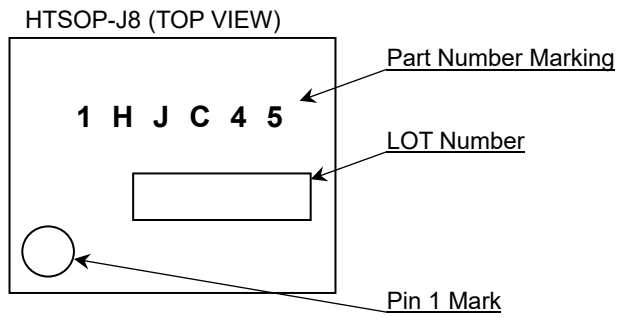 HTSOP-J8 (TOP VIEW)
Part Number Marking
1 H J C 4 5
LOT Number
Pin 1 Mark